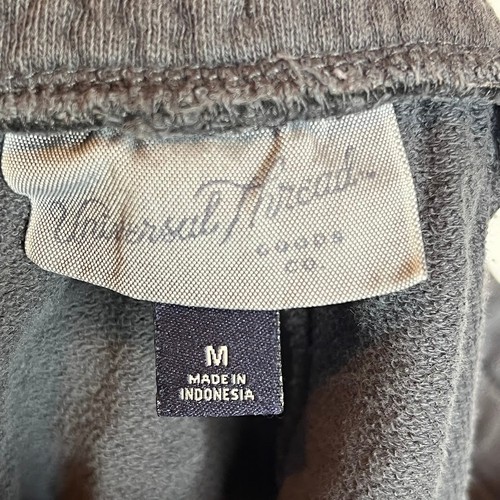 Universal Thread
GOODS
CO.
M
MADE IN
INDONESIA